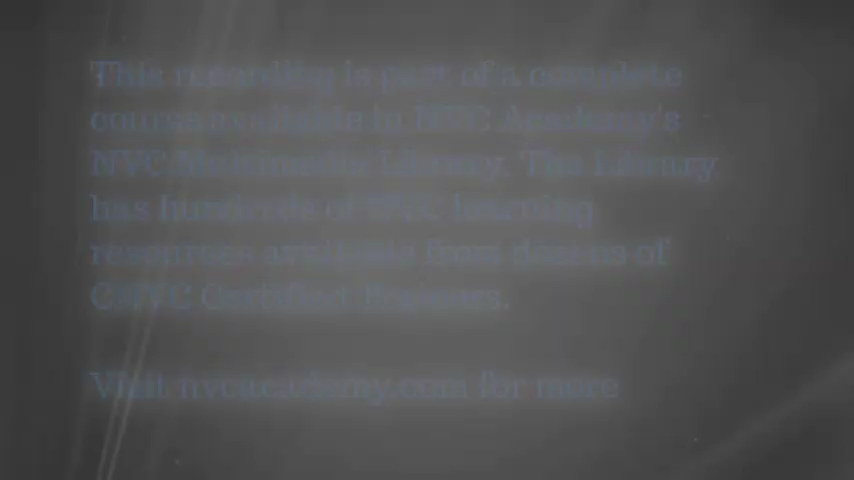 This recording is part of a complete
course available in NVC Academy's
NVC Multimedia Library. The Library
has hundreds of NVC learning
resources available from dozens of
CNVC Certified Trainers.
Visit nvcacademy.com for more